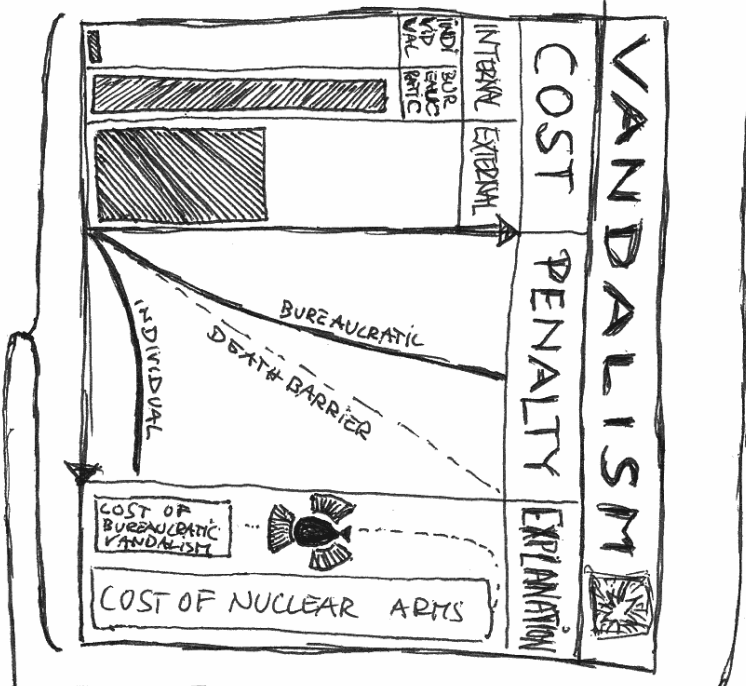 VANDALISM
COST
PENALTY
EXPLANATION
INTERNAL
EXTERNAL
INDI
VID
UAL
BUR
EAUC
RATIC
BUREAUCRATIC
DEATH BARRIER
INDIVIDUAL
COST OF
BUREAUCRATIC
VANDALISM
COST OF NUCLEAR ARMS